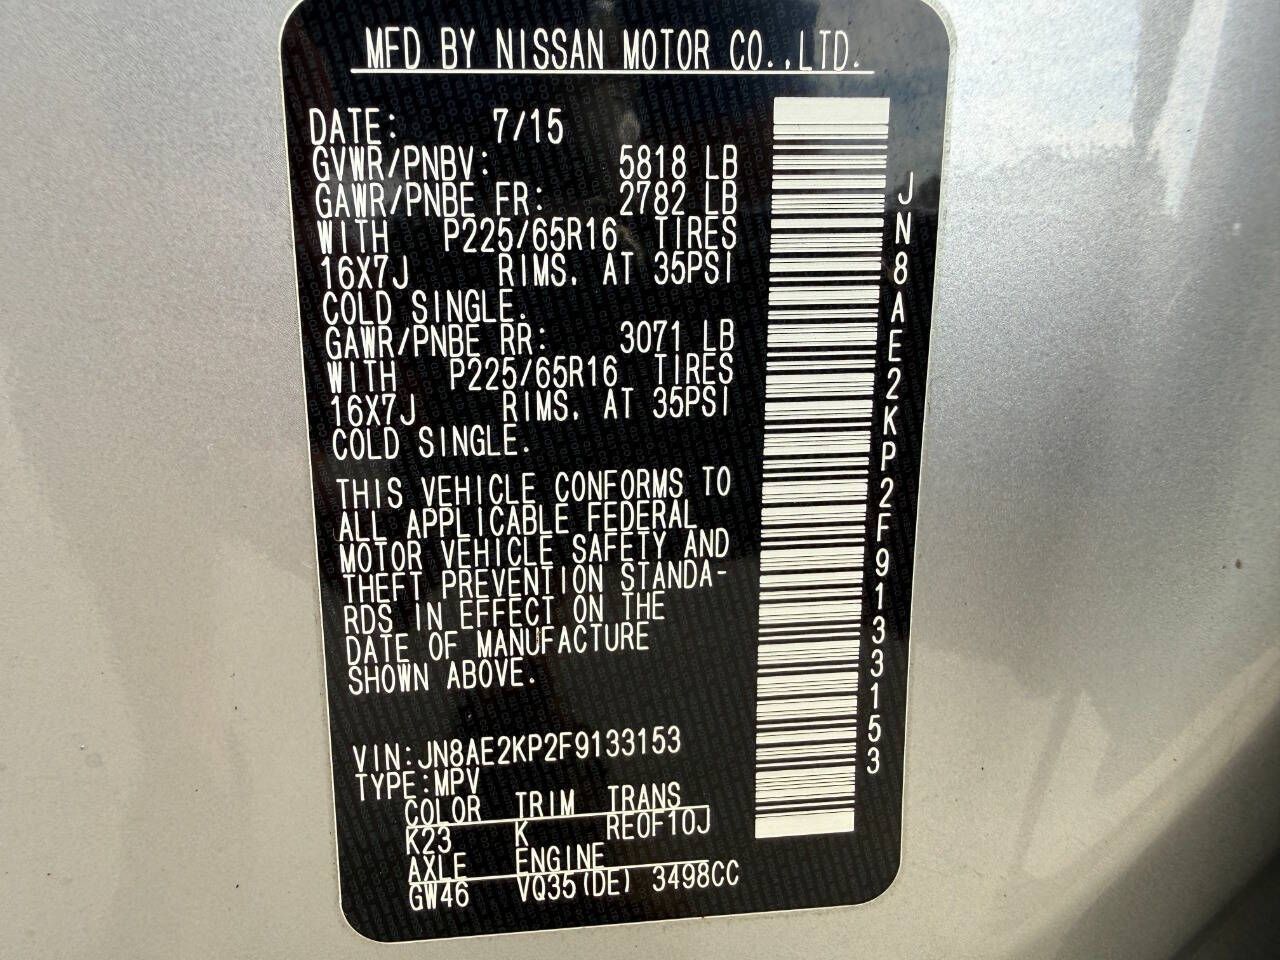 MFD BY NISSAN MOTOR CO.,LTD.
DATE: 7/15
GVWR/PNBV: 5818 LB
GAWR/PNBE FR: 2782 LB
WITH P225/65R16 TIRES
16X7J RIMS. AT 35PSI
COLD SINGLE.
GAWR/PNBE RR: 3071 LB
WITH P225/65R16 TIRES
16X7J RIMS. AT 35PSI
COLD SINGLE.
THIS VEHICLE CONFORMS TO
ALL APPLICABLE FEDERAL
MOTOR VEHICLE SAFETY AND
THEFT PREVENTION STANDA-
RDS IN EFFECT ON THE
DATE OF MANUFACTURE
SHOWN ABOVE.
VIN:JN8AE2KP2F9133153
TYPE:MPV
COLOR TRIM TRANS
K23 K RE0F10J
AXLE ENGINE
GW46 VQ35(DE) 3498CC
JN8AE2KP2F9133153